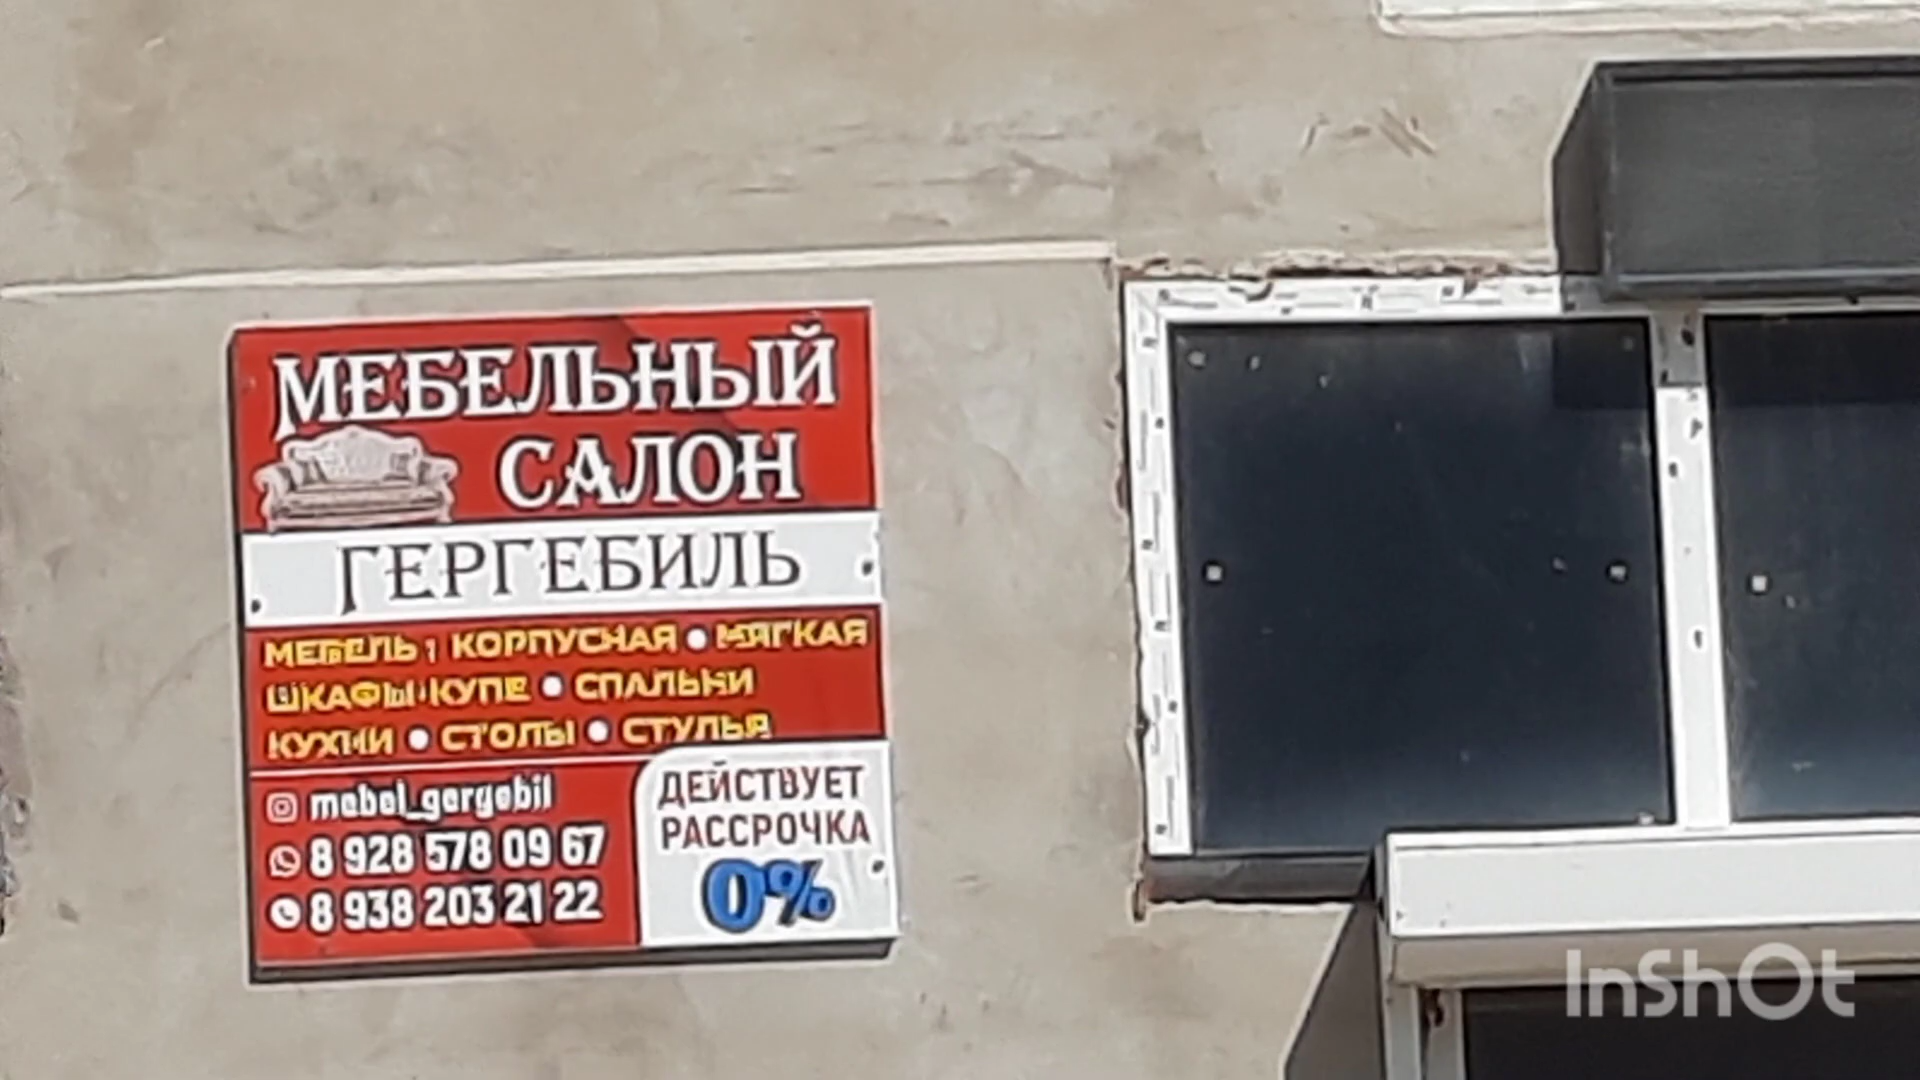 МЕБЕЛЬНЫЙ
САЛОН
ГЕРГЕБИЛЬ
МЕБЕЛЬ: КОРПУСНАЯ • МЯГКАЯ
ШКАФЫ-КУПЕ • СПАЛЬНИ
КУХНИ • СТОЛЫ • СТУЛЬЯ
mebel_gergebil
8 928 578 09 67
8 938 203 21 22
ДЕЙСТВУЕТ
РАССРОЧКА
0%
InShOt